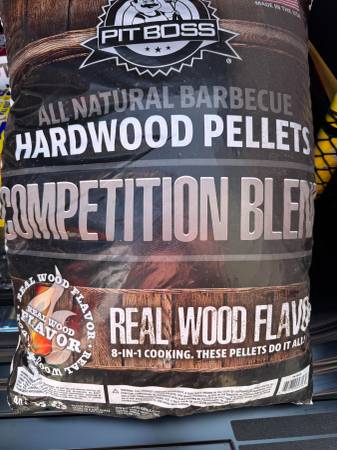 MADE IN THE
PIT BOSS
ALL NATURAL BARBECUE
HARDWOOD PELLETS
COMPETITION BLEN
REAL WOOD FLAVOR
REAL WOOD
FLAVOR
REAL WOOD FLAVO
8-IN-1 COOKING. THESE PELLETS DO IT ALL!